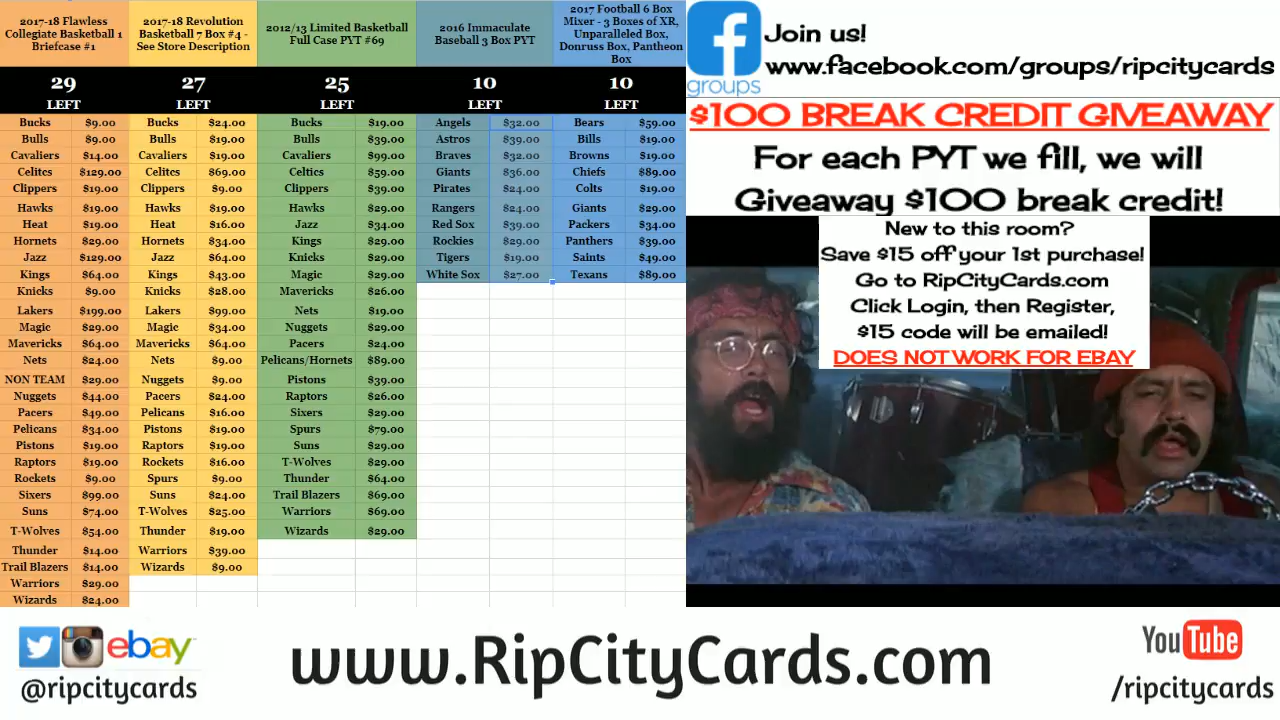 2017-18 Flawless
Collegiate Basketball 1
Briefcase #1
29
LEFT
Bucks $9.00
Bulls $9.00
Cavaliers $14.00
Celitcs $129.00
Clippers $19.00
Hawks $19.00
Heat $19.00
Hornets $29.00
Jazz $129.00
Kings $64.00
Knicks $9.00
Lakers $199.00
Magic $29.00
Mavericks $64.00
Nets $24.00
NON TEAM $29.00
Nuggets $44.00
Pacers $49.00
Pelicans $34.00
Pistons $19.00
Raptors $19.00
Rockets $9.00
Sixers $99.00
Suns $74.00
T-Wolves $54.00
Thunder $14.00
Trail Blazers $14.00
Warriors $29.00
Wizards $24.00
2017-18 Revolution
Basketball 7 Box #4 -
See Store Description
27
LEFT
Bucks $24.00
Bulls $19.00
Cavaliers $19.00
Celitcs $69.00
Clippers $9.00
Hawks $19.00
Heat $16.00
Hornets $34.00
Jazz $64.00
Kings $43.00
Knicks $28.00
Lakers $99.00
Magic $34.00
Mavericks $64.00
Nets $9.00
Nuggets $9.00
Pacers $24.00
Pelicans $16.00
Pistons $19.00
Raptors $19.00
Rockets $16.00
Spurs $9.00
Suns $24.00
T-Wolves $25.00
Thunder $19.00
Warriors $39.00
Wizards $9.00
2012/13 Limited Basketball
Full Case PYT #69
25
LEFT
Bucks $19.00
Bulls $39.00
Cavaliers $99.00
Celtics $59.00
Clippers $39.00
Hawks $29.00
Jazz $34.00
Kings $29.00
Knicks $29.00
Magic $29.00
Mavericks $26.00
Nets $19.00
Nuggets $29.00
Pacers $24.00
Pelicans/Hornets $89.00
Pistons $39.00
Raptors $26.00
Sixers $29.00
Spurs $79.00
Suns $29.00
T-Wolves $29.00
Thunder $64.00
Trail Blazers $69.00
Warriors $69.00
Wizards $29.00
2016 Immaculate
Baseball 3 Box PYT
10
LEFT
Angels $32.00
Astros $39.00
Braves $32.00
Giants $36.00
Pirates $24.00
Rangers $24.00
Red Sox $39.00
Rockies $29.00
Tigers $19.00
White Sox $27.00
2017 Football 6 Box
Mixer - 3 Boxes of XR,
Unparalleled Box,
Donruss Box, Pantheon
Box
10
LEFT
Bears $59.00
Bills $19.00
Browns $19.00
Chiefs $89.00
Colts $19.00
Giants $29.00
Packers $34.00
Panthers $39.00
Saints $49.00
Texans $89.00
groups
Join us!
www.facebook.com/groups/ripcitycards
$100 BREAK CREDIT GIVEAWAY
For each PYT we fill, we will
Giveaway $100 break credit!
New to this room?
Save $15 off your 1st purchase!
Go to RipCityCards.com
Click Login, then Register,
$15 code will be emailed!
DOES NOT WORK FOR EBAY
ebay
@ripcitycards
www.RipCityCards.com
YouTube
/ripcitycards